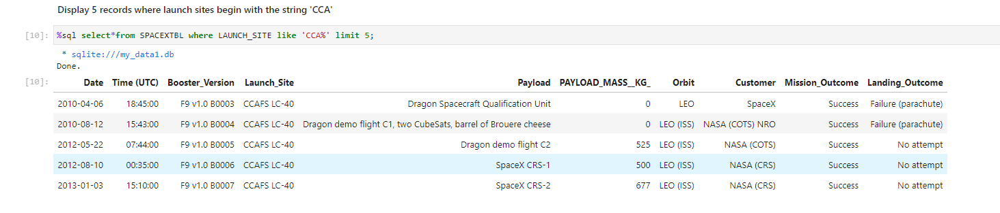 Display 5 records where launch sites begin with the string 'CCA'
[10]: %sql select*from SPACEXTBL where LAUNCH_SITE like 'CCA%' limit 5;
* sqlite:///my_data1.db
Done.
[10]: Date Time (UTC) Booster_Version Launch_Site Payload PAYLOAD_MASS__KG_ Orbit Customer Mission_Outcome Landing_Outcome
2010-04-06 18:45:00 F9 v1.0 B0003 CCAFS LC-40 Dragon Spacecraft Qualification Unit 0 LEO SpaceX Success Failure (parachute)
2010-08-12 15:43:00 F9 v1.0 B0004 CCAFS LC-40 Dragon demo flight C1, two CubeSats, barrel of Brouere cheese 0 LEO (ISS) NASA (COTS) NRO Success Failure (parachute)
2012-05-22 07:44:00 F9 v1.0 B0005 CCAFS LC-40 Dragon demo flight C2 525 LEO (ISS) NASA (COTS) Success No attempt
2012-08-10 00:35:00 F9 v1.0 B0006 CCAFS LC-40 SpaceX CRS-1 500 LEO (ISS) NASA (CRS) Success No attempt
2013-01-03 15:10:00 F9 v1.0 B0007 CCAFS LC-40 SpaceX CRS-2 677 LEO (ISS) NASA (CRS) Success No attempt